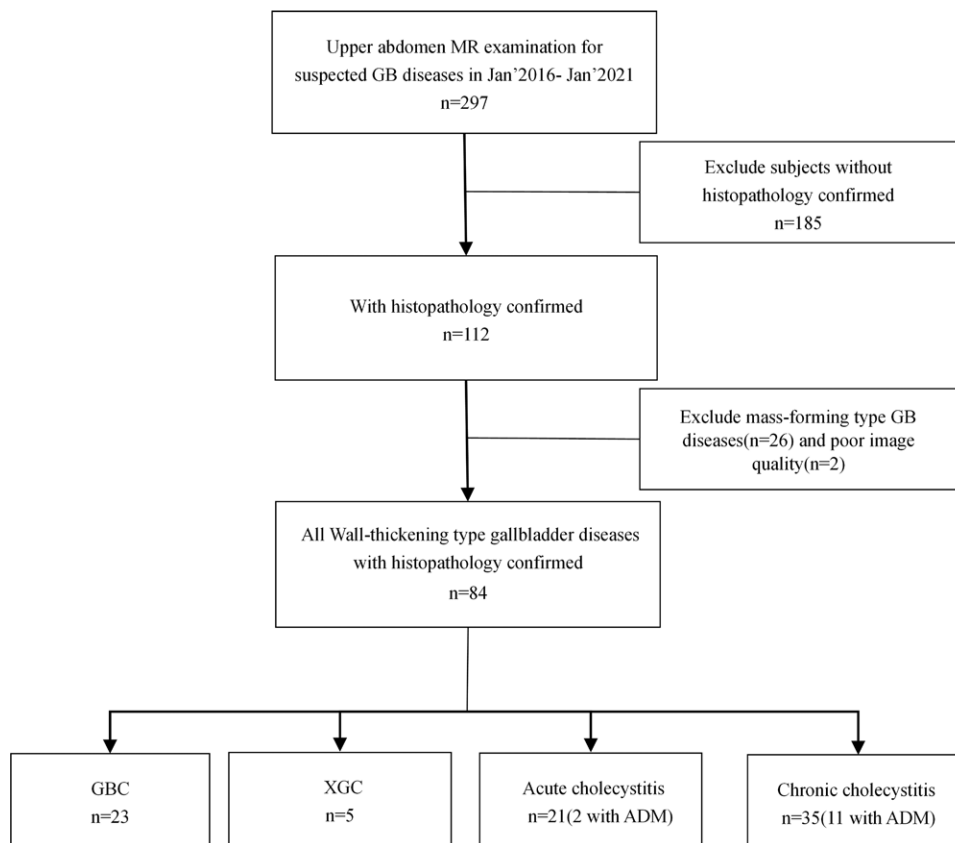 Upper abdomen MR examination for
suspected GB diseases in Jan'2016- Jan'2021
n=297
Exclude subjects without
histopathology confirmed
n=185
With histopathology confirmed
n=112
Exclude mass-forming type GB
diseases(n=26) and poor image
quality(n=2)
All Wall-thickening type gallbladder diseases
with histopathology confirmed
n=84
GBC
n=23
XGC
n=5
Acute cholecystitis
n=21(2 with ADM)
Chronic cholecystitis
n=35(11 with ADM)